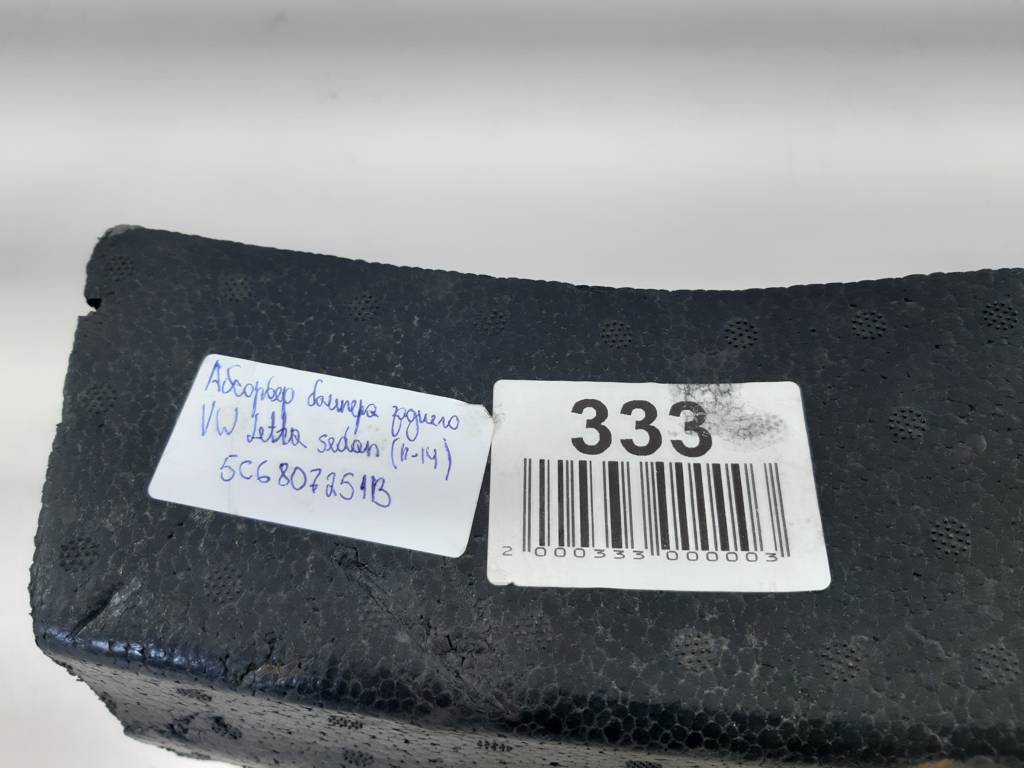 Абсорбер бампера заднего
VW Jetta sedan (11-14)
5C6807251B
333
2 000333 000003